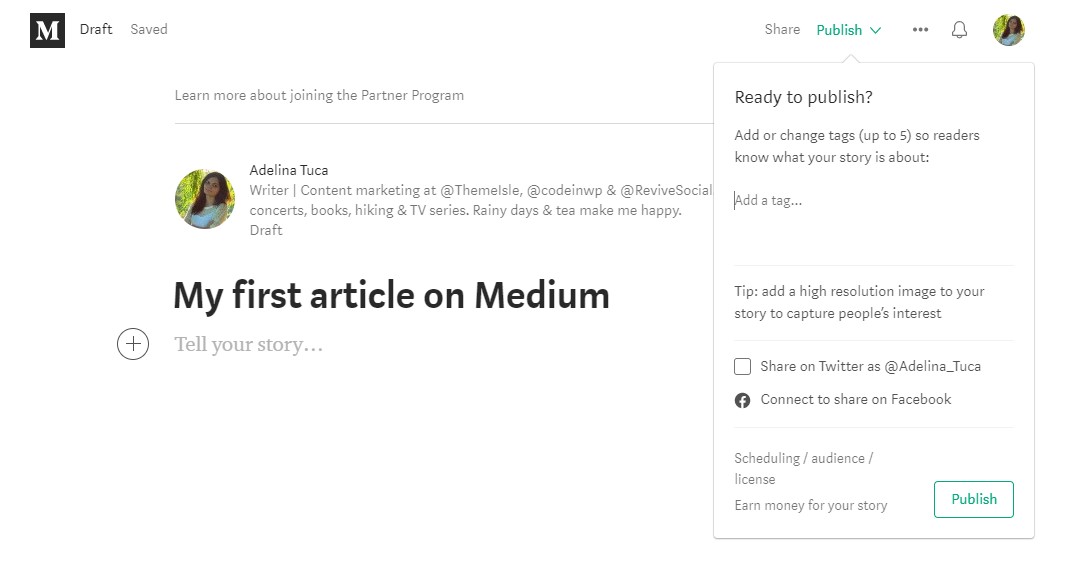 M Draft Saved Share Publish
Learn more about joining the Partner Program
Adelina Tuca
Writer | Content marketing at @ThemeIsle, @codeinwp & @ReviveSocial
concerts, books, hiking & TV series. Rainy days & tea make me happy.
Draft
My first article on Medium
Tell your story…
Ready to publish?
Add or change tags (up to 5) so readers
know what your story is about:
Add a tag...
Tip: add a high resolution image to your
story to capture people’s interest
Share on Twitter as @Adelina_Tuca
Connect to share on Facebook
Scheduling / audience /
license
Earn money for your story
Publish